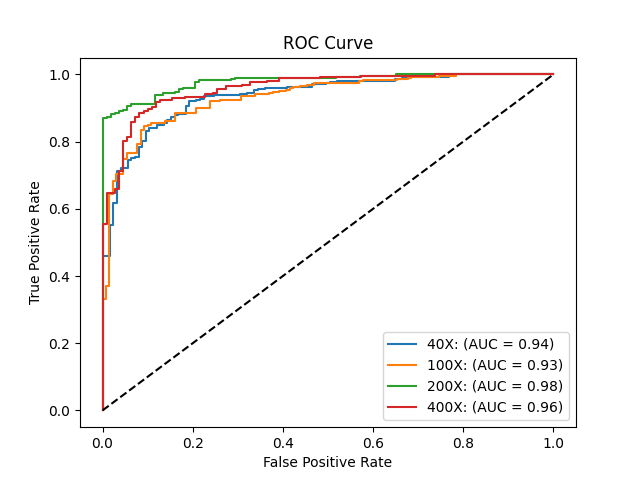 ROC Curve
1.0
0.8
0.6
0.4
0.2
0.0
True Positive Rate
40X: (AUC = 0.94)
100X: (AUC = 0.93)
200X: (AUC = 0.98)
400X: (AUC = 0.96)
0.0 0.2 0.4 0.6 0.8 1.0
False Positive Rate